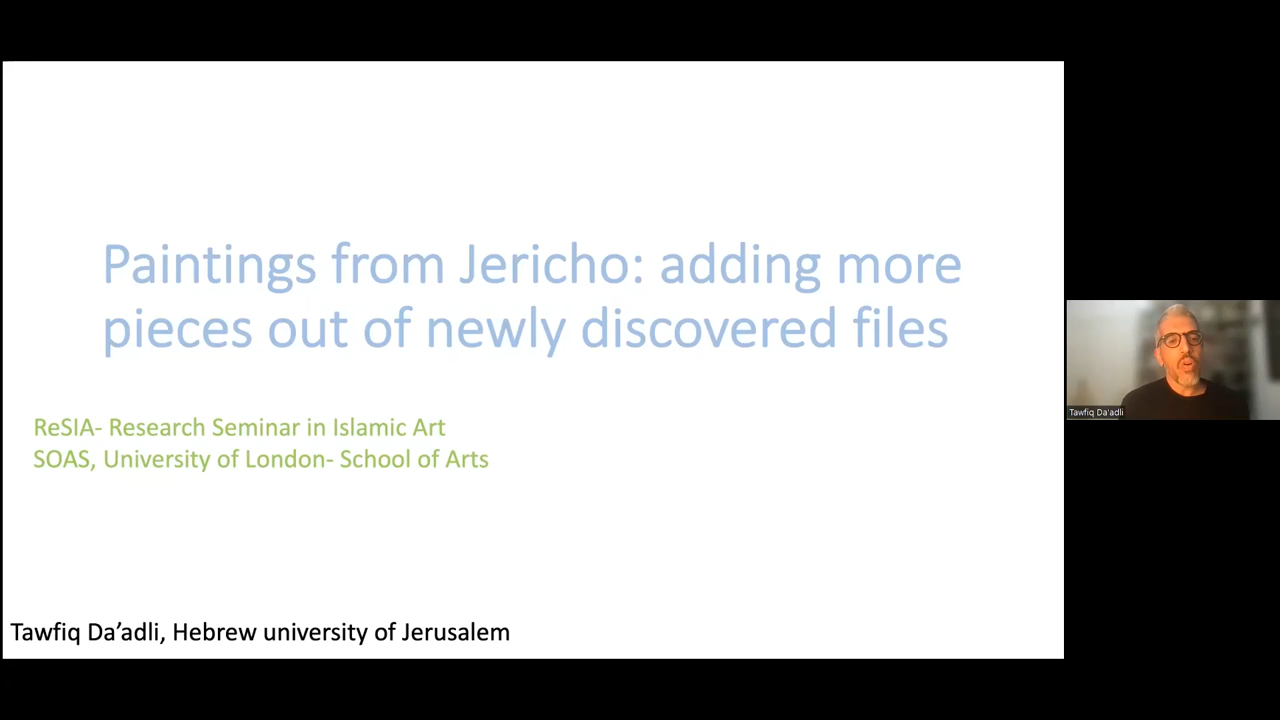 Paintings from Jericho: adding more
pieces out of newly discovered files
ReSIA- Research Seminar in Islamic Art
SOAS, University of London- School of Arts
Tawfiq Da'adli
Tawfiq Da’adli, Hebrew university of Jerusalem